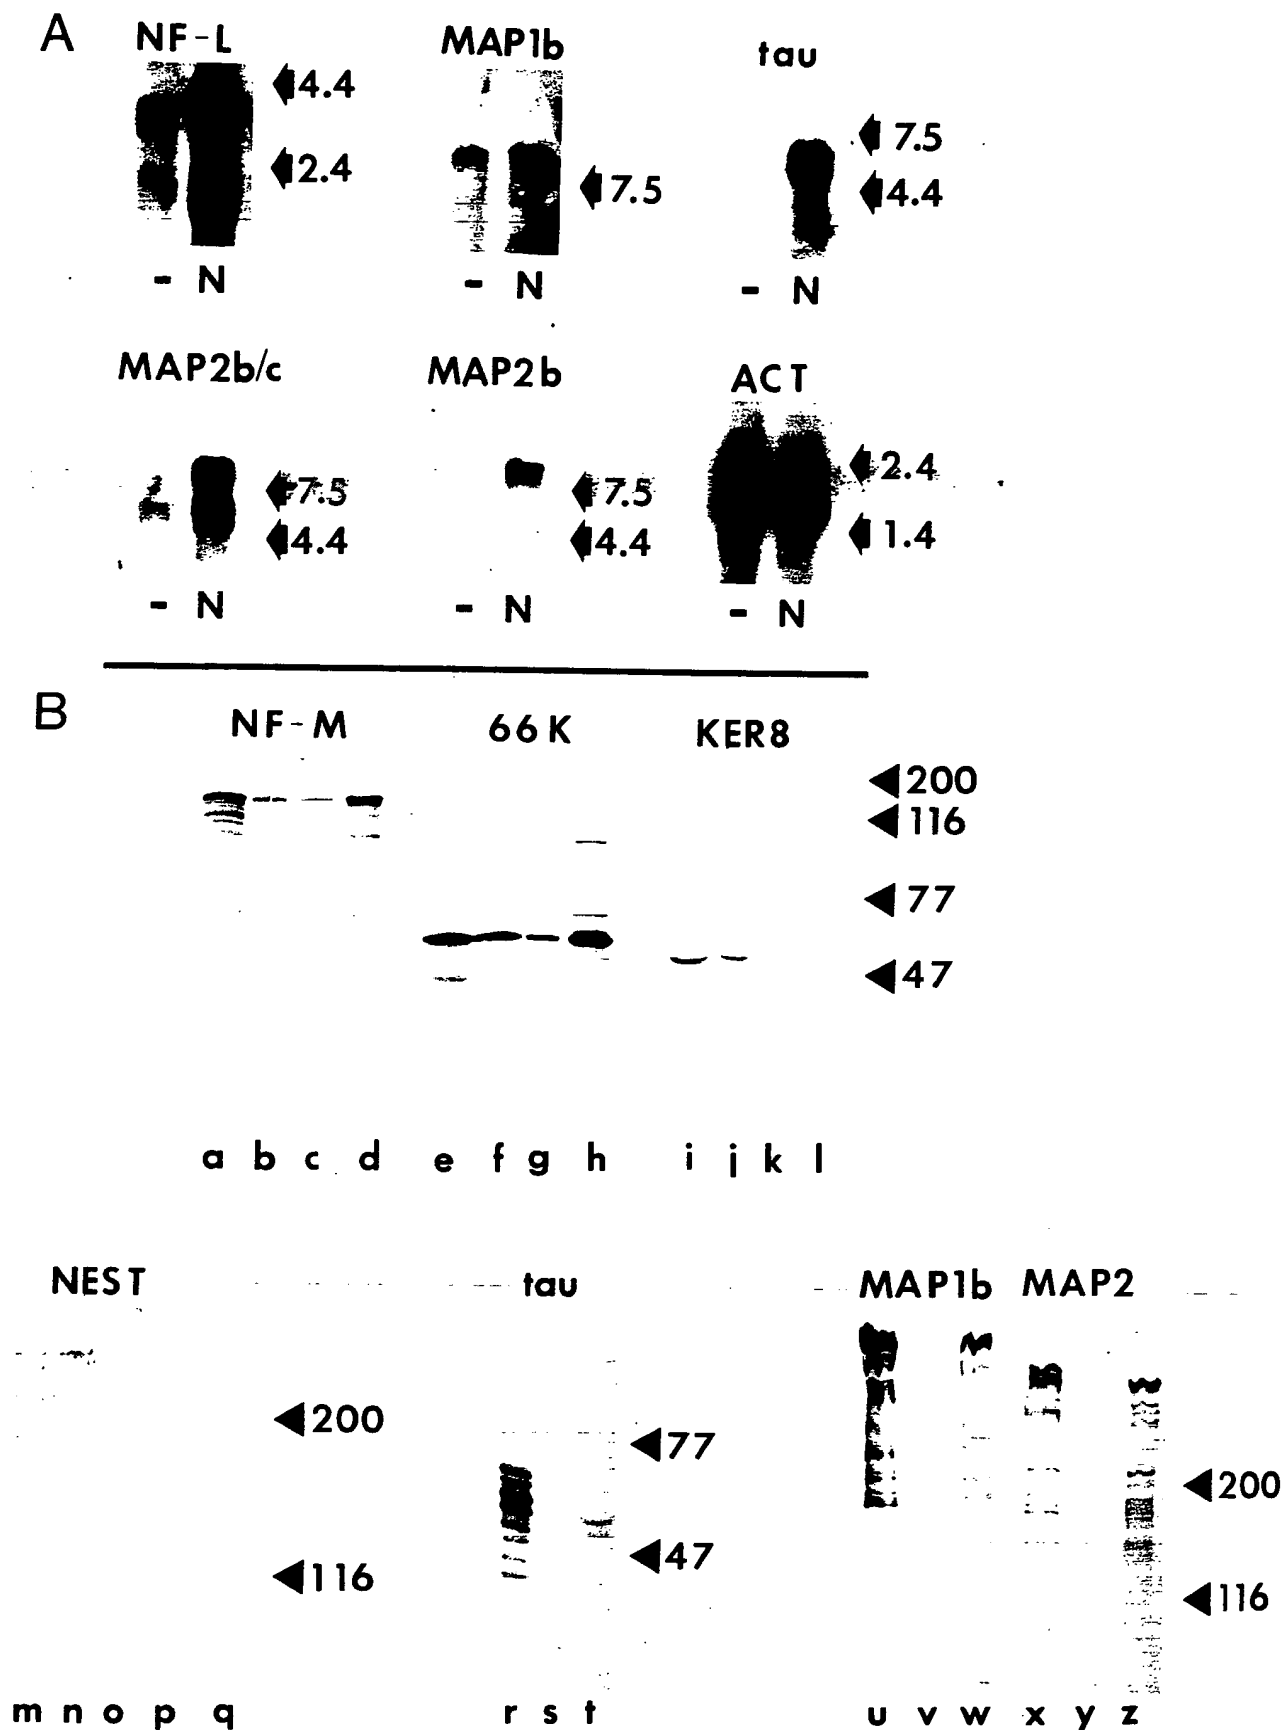 A
NF-L MAP1b tau
4.4
2.4
7.5
7.5
4.4
- N - N - N
MAP2b/c MAP2b ACT
7.5
4.4
7.5
4.4
2.4
1.4
- N - N - N
B
NF-M 66K KER8
200
116
77
47
a b c d e f g h i j k l
NEST tau MAP1b MAP2
200
116
77
47
200
116
m n o p q r s t u v w x y z